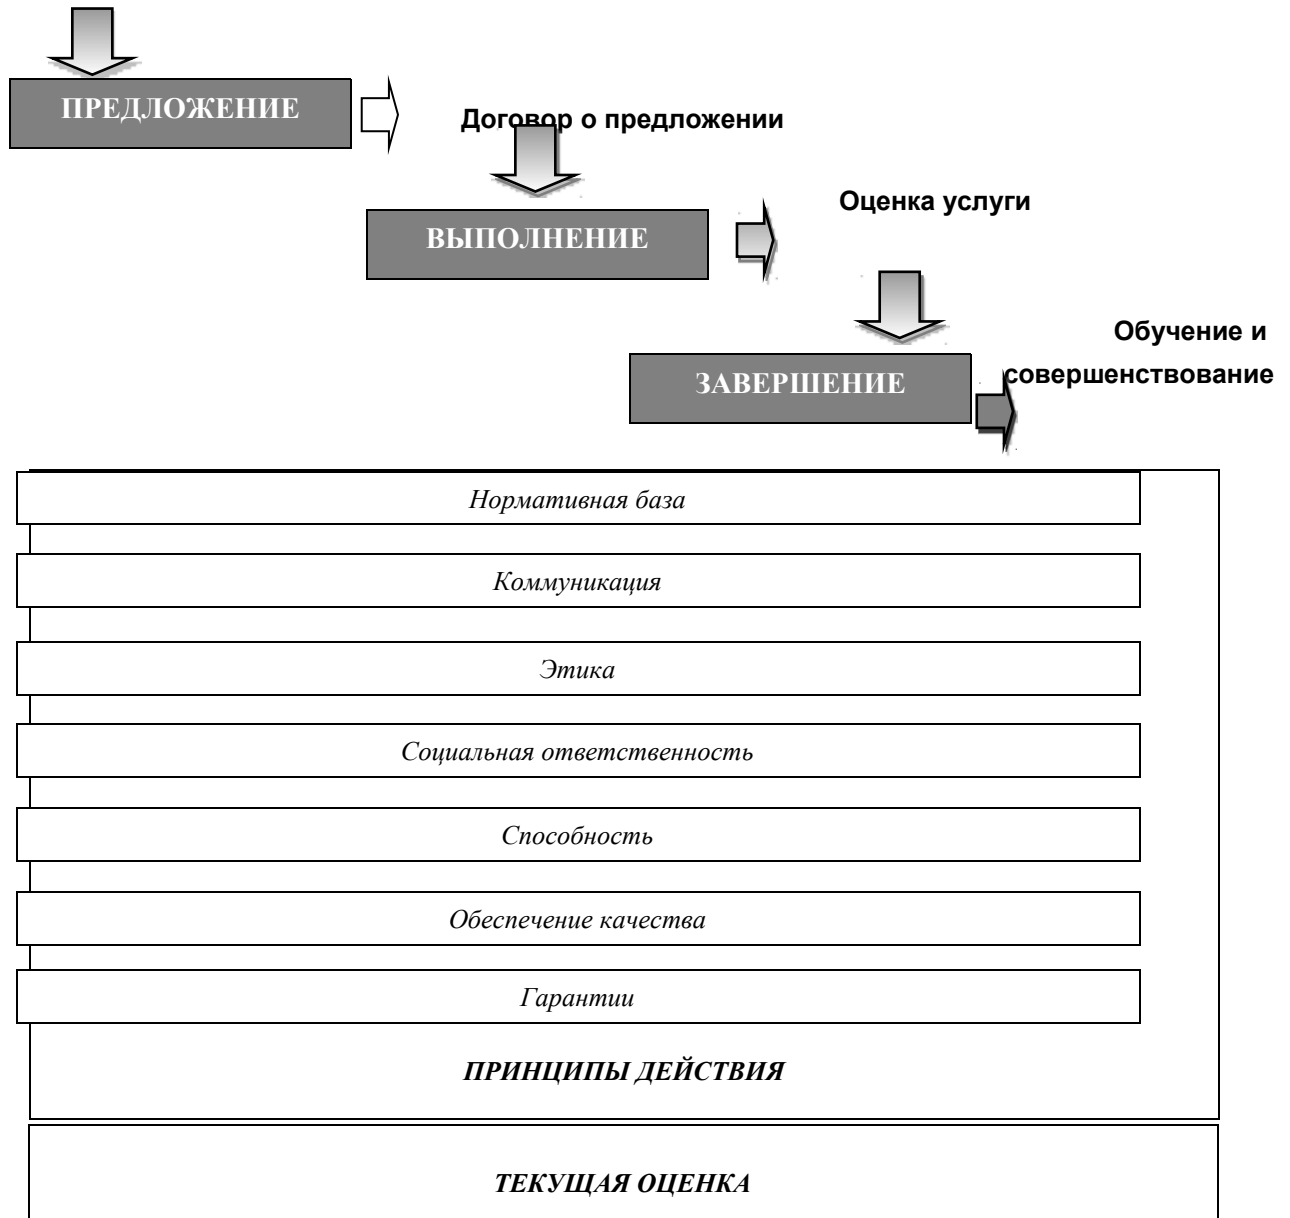 ПРЕДЛОЖЕНИЕ
Договор о предложении
Оценка услуги
ВЫПОЛНЕНИЕ
Обучение и
совершенствование
ЗАВЕРШЕНИЕ
Нормативная база
Коммуникация
Этика
Социальная ответственность
Способность
Обеспечение качества
Гарантии
ПРИНЦИПЫ ДЕЙСТВИЯ
ТЕКУЩАЯ ОЦЕНКА